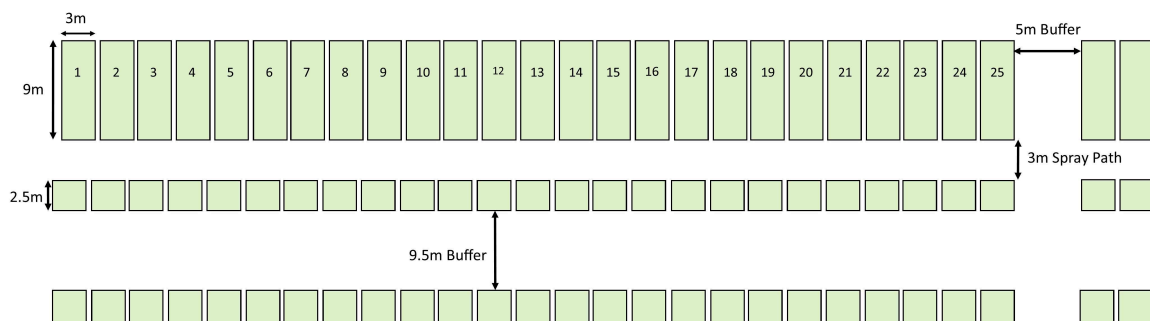 3m
5m Buffer
9m
1 2 3 4 5 6 7 8 9 10 11 12 13 14 15 16 17 18 19 20 21 22 23 24 25
3m Spray Path
2.5m
9.5m Buffer